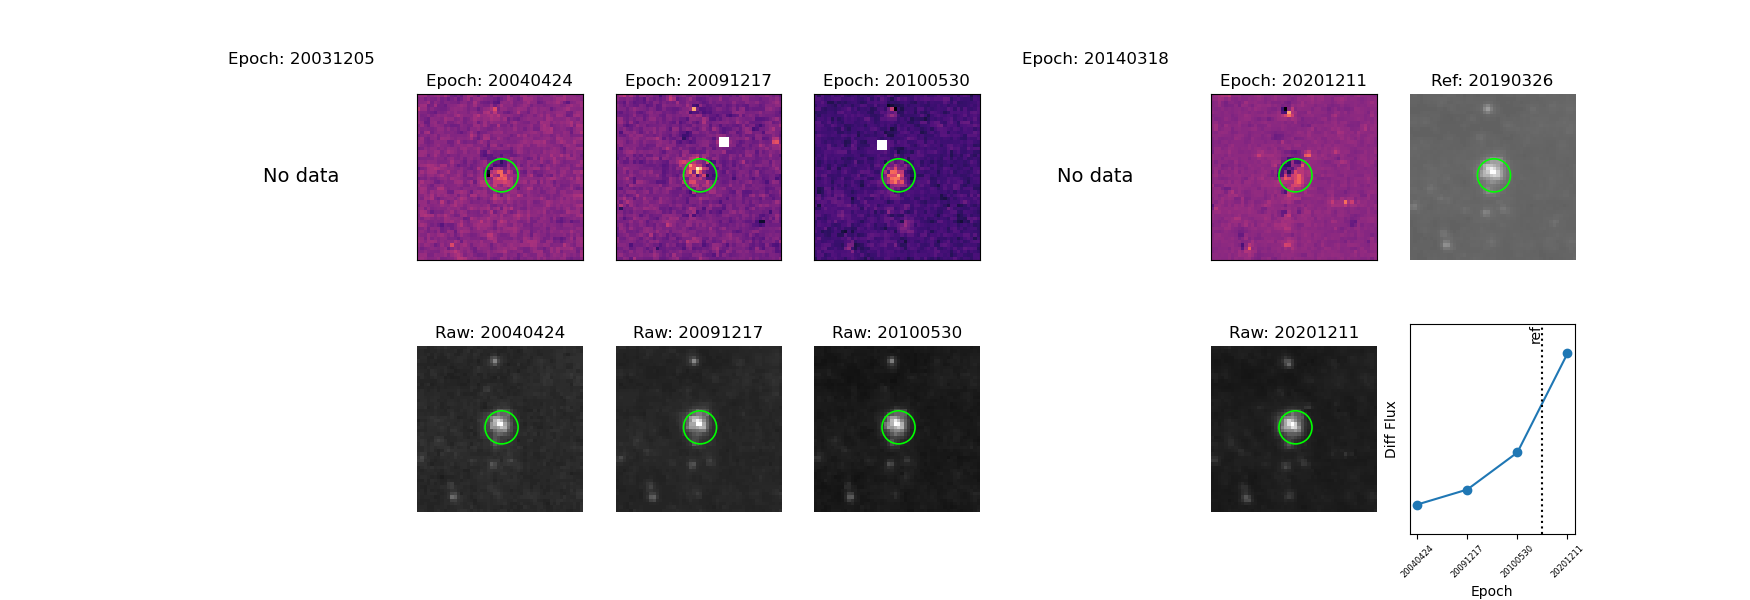 Epoch: 20031205
Epoch: 20140318
Epoch: 20040424
Epoch: 20091217
Epoch: 20100530
Epoch: 20201211
Ref: 20190326
No data
No data
Raw: 20040424
Raw: 20091217
Raw: 20100530
Raw: 20201211
ref
Diff Flux
20040424
20091217
20100530
20201211
Epoch